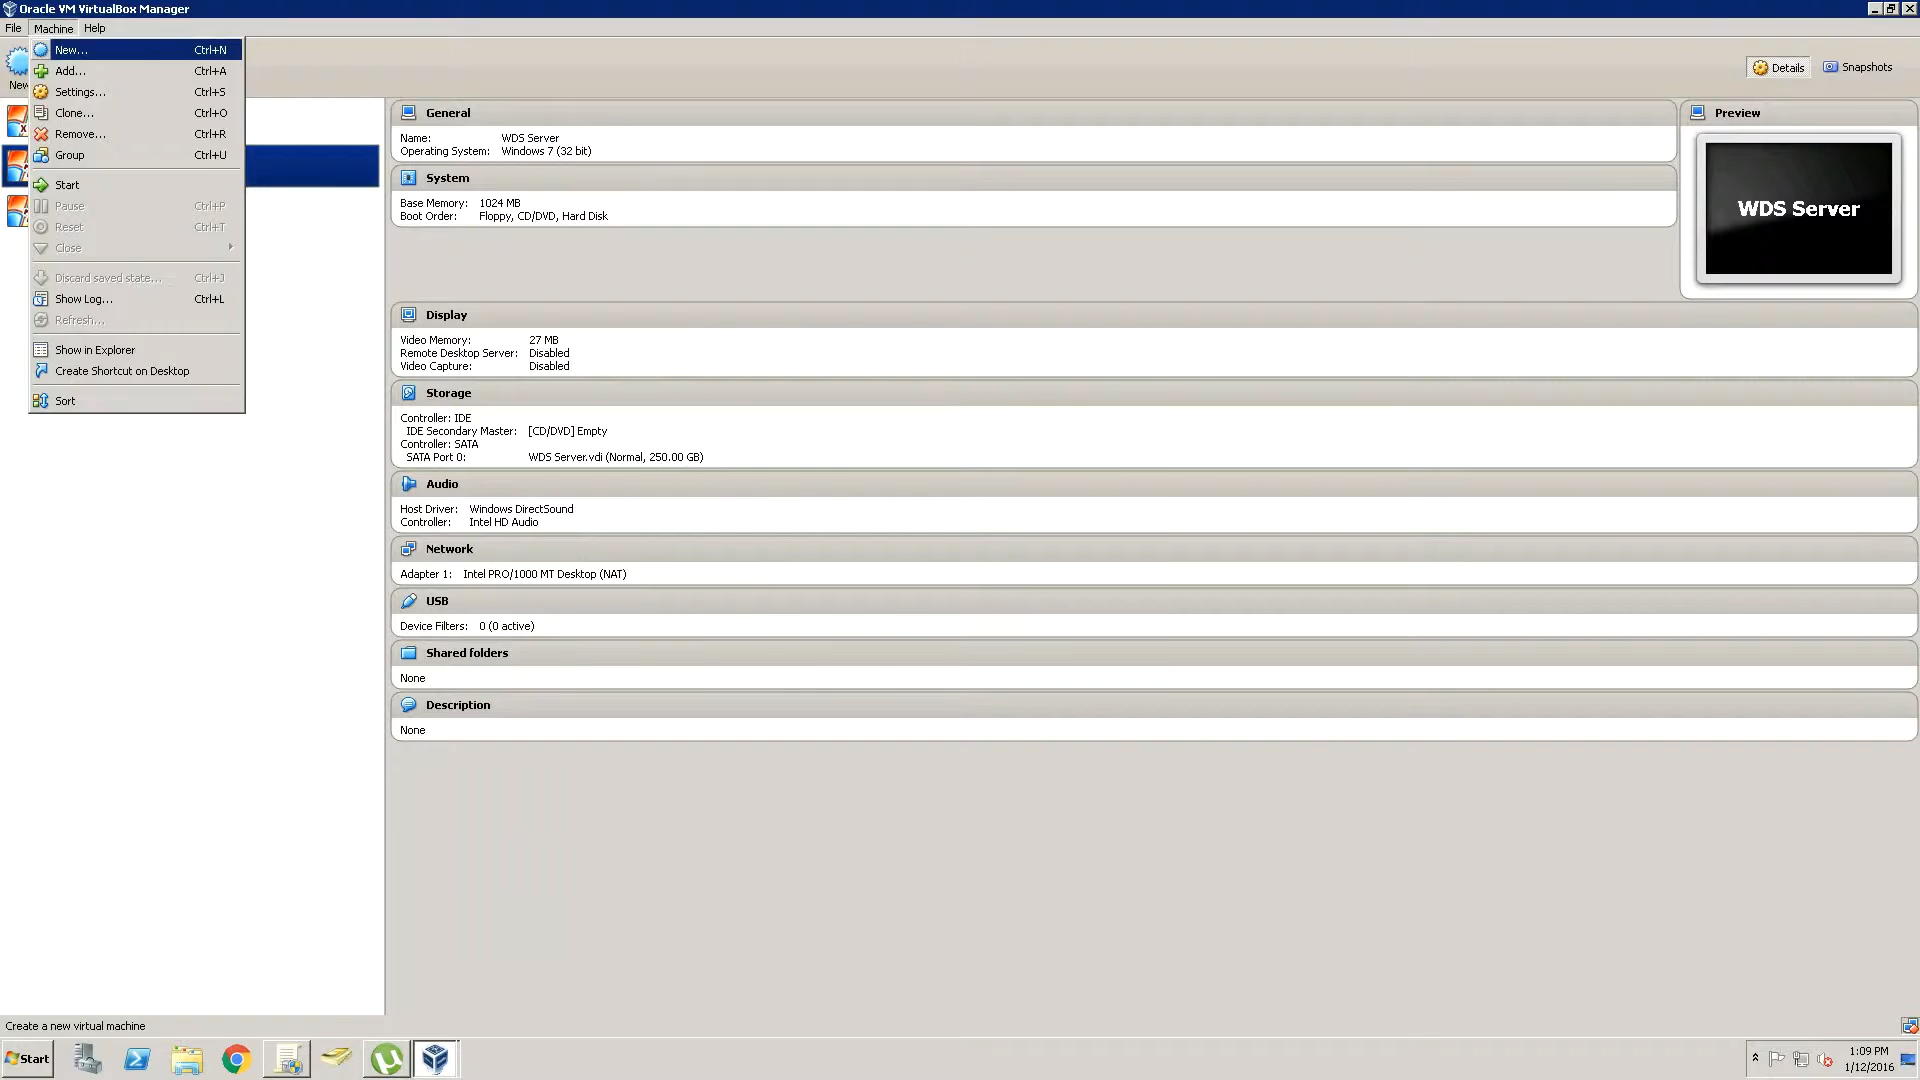 Oracle VM VirtualBox Manager
File Machine Help
New
New... Ctrl+N
Add... Ctrl+A
Settings... Ctrl+S
Clone... Ctrl+O
Remove... Ctrl+R
Group Ctrl+U
Start
Pause Ctrl+P
Reset Ctrl+T
Close
Discard saved state... Ctrl+J
Show Log... Ctrl+L
Refresh...
Show in Explorer
Create Shortcut on Desktop
Sort
Details Snapshots
General
Name: WDS Server
Operating System: Windows 7 (32 bit)
System
Base Memory: 1024 MB
Boot Order: Floppy, CD/DVD, Hard Disk
Preview
WDS Server
Display
Video Memory: 27 MB
Remote Desktop Server: Disabled
Video Capture: Disabled
Storage
Controller: IDE
IDE Secondary Master: [CD/DVD] Empty
Controller: SATA
SATA Port 0: WDS Server.vdi (Normal, 250.00 GB)
Audio
Host Driver: Windows DirectSound
Controller: Intel HD Audio
Network
Adapter 1: Intel PRO/1000 MT Desktop (NAT)
USB
Device Filters: 0 (0 active)
Shared folders
None
Description
None
Create a new virtual machine
Start
1:09 PM
1/12/2016